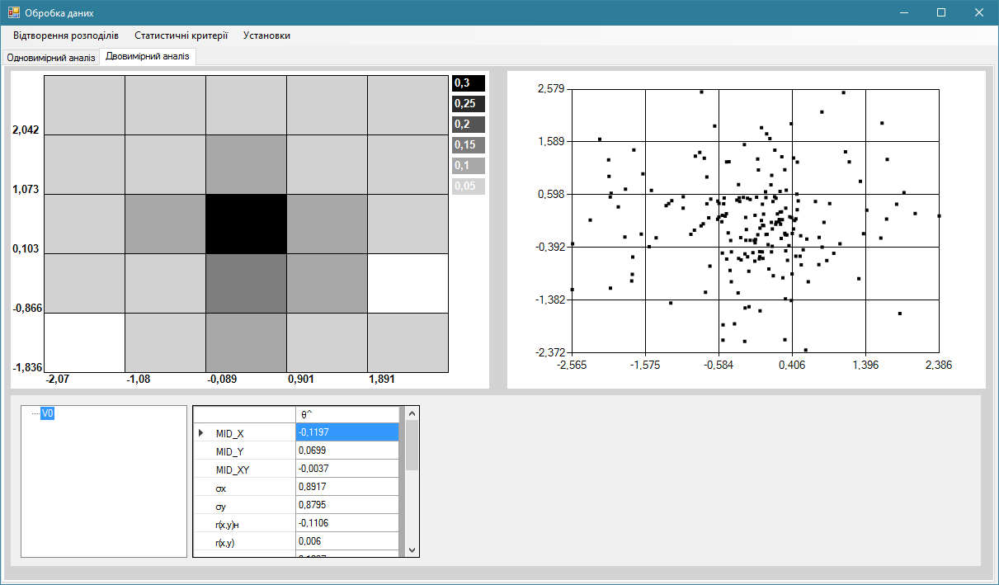 Обробка даних
Відтворення розподілів Статистичні критерії Установки
Одновимірний аналіз Двовимірний аналіз
2,042
1,073
0,103
-0,866
-1,836
-2,07 -1,08 -0,089 0,901 1,891
0,3
0,25
0,2
0,15
0,1
0,05
2,579
1,589
0,598
-0,392
-1,382
-2,372
-2,565 -1,575 -0,584 0,406 1,396 2,386
V0
θ^
MID_X -0,1197
MID_Y 0,0699
MID_XY -0,0037
σx 0,8917
σy 0,8795
r(x,y)н -0,1106
r(x,y) 0,006